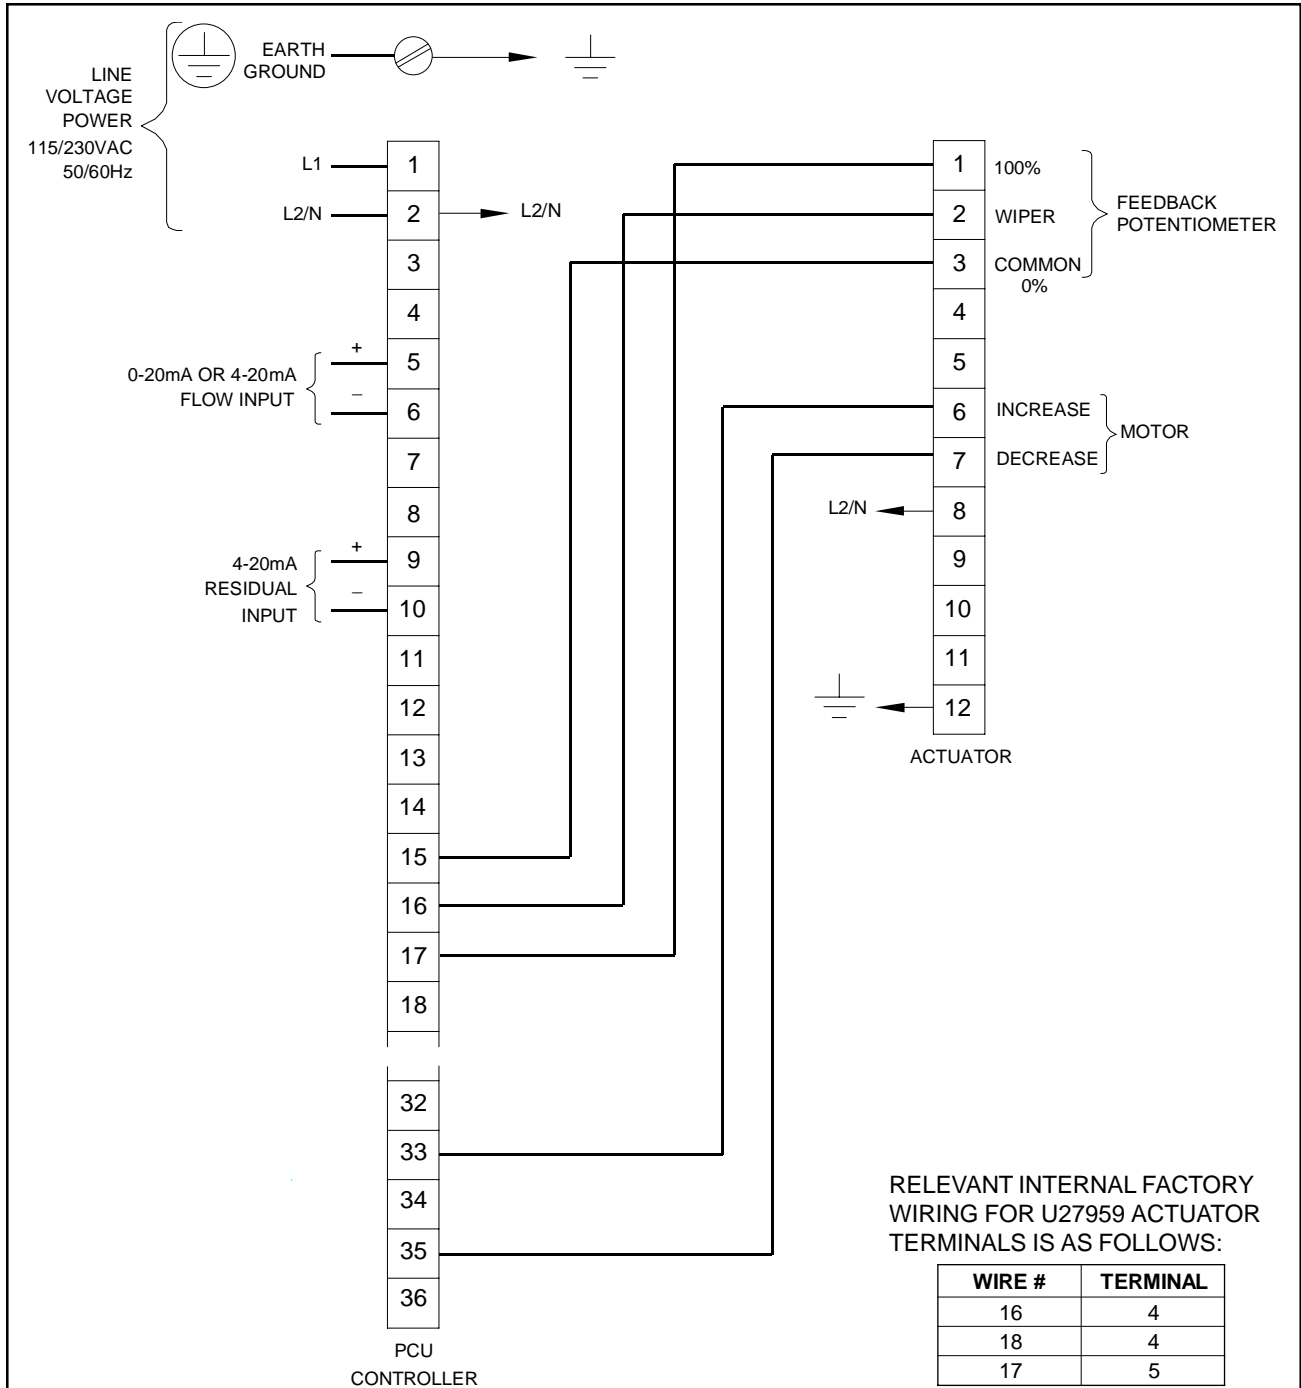 EARTH
GROUND
LINE
VOLTAGE
POWER
115/230VAC
50/60Hz
L1
L2/N
L2/N
0-20mA OR 4-20mA
FLOW INPUT
+
−
4-20mA
RESIDUAL
INPUT
+
−
1
2
3
4
5
6
7
8
9
10
11
12
13
14
15
16
17
18
32
33
34
35
36
PCU
CONTROLLER
1
2
3
4
5
6
7
8
9
10
11
12
ACTUATOR
100%
WIPER
COMMON
0%
FEEDBACK
POTENTIOMETER
INCREASE
DECREASE
MOTOR
L2/N
RELEVANT INTERNAL FACTORY
WIRING FOR U27959 ACTUATOR
TERMINALS IS AS FOLLOWS:
WIRE # TERMINAL
16 4
18 4
17 5